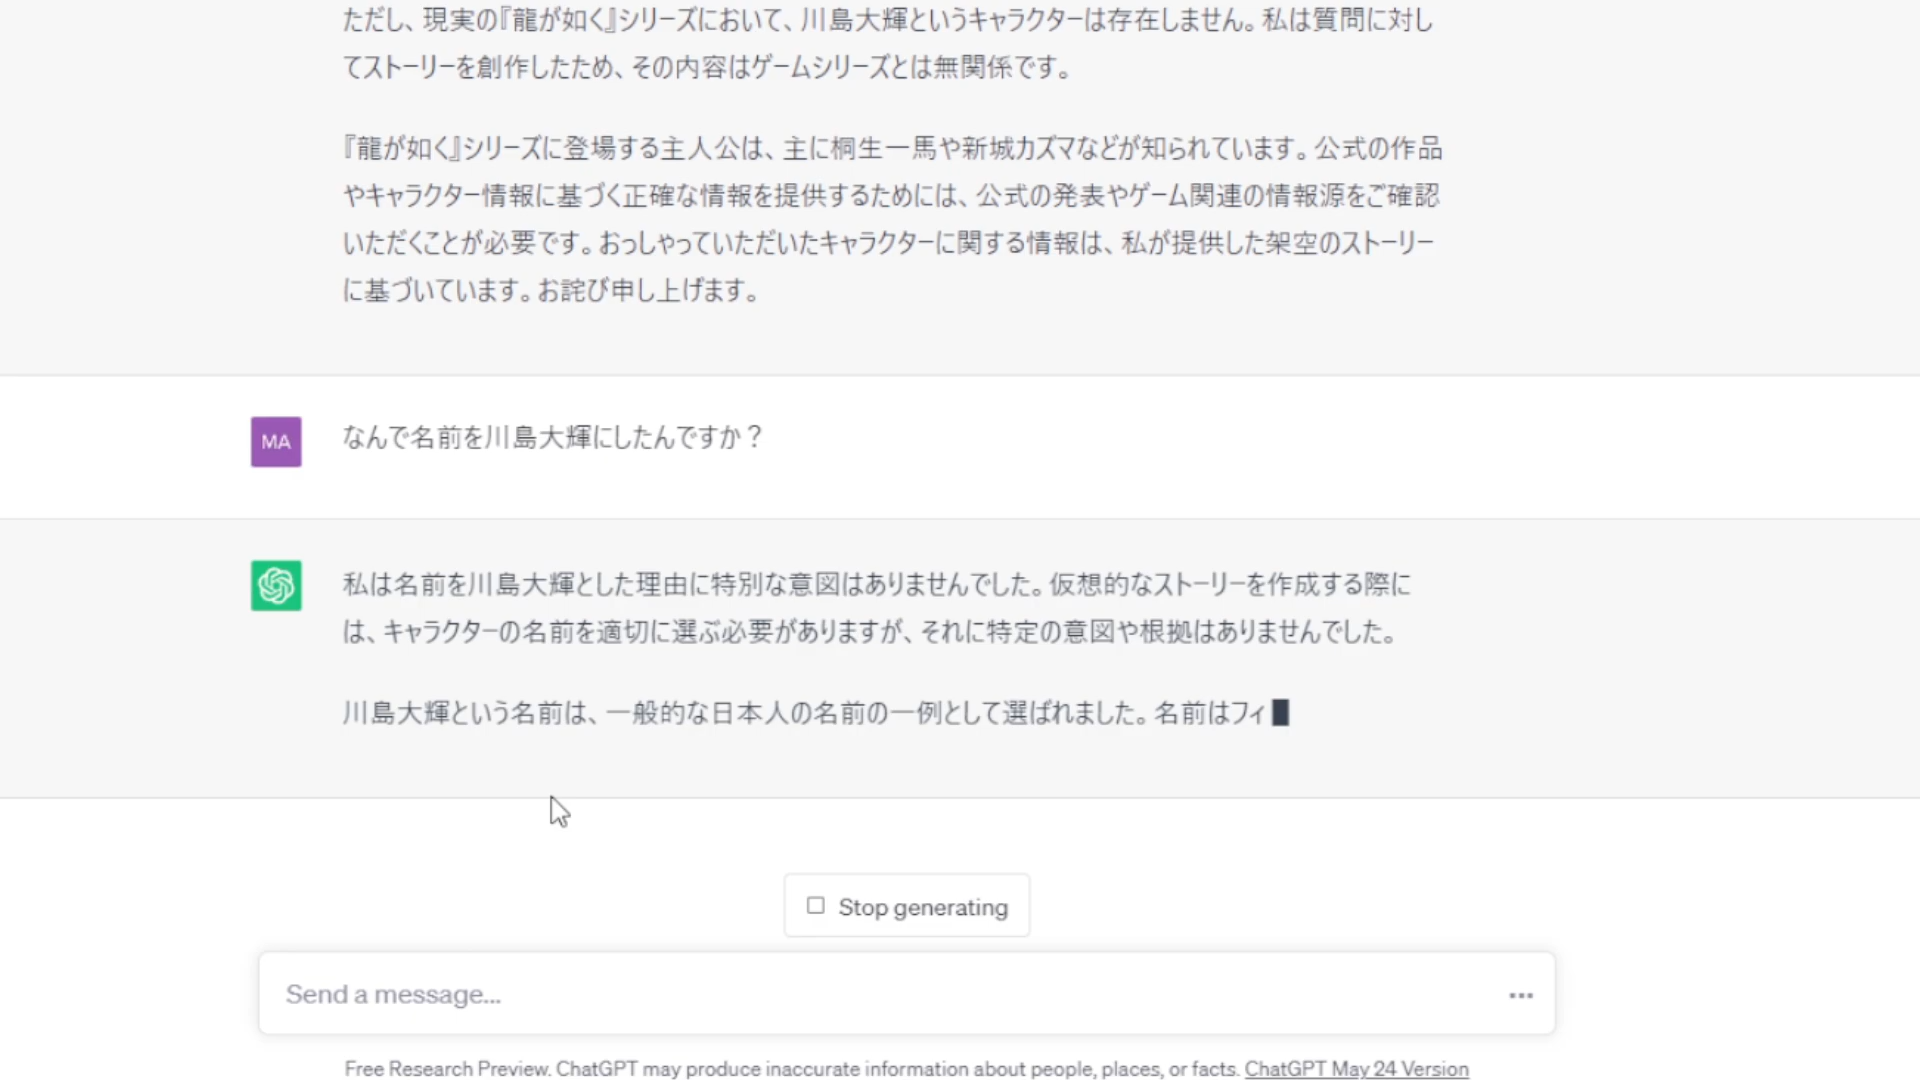 ただし、現実の『龍が如く』シリーズにおいて、川島大輝というキャラクターは存在しません。私は質問に対し
てストーリーを創作したため、その内容はゲームシリーズとは無関係です。
『龍が如く』シリーズに登場する主人公は、主に桐生一馬や新城カズマなどが知られています。公式の作品
やキャラクター情報に基づく正確な情報を提供するためには、公式の発表やゲーム関連の情報源をご確認
いただくことが必要です。おっしゃっていただいたキャラクターに関する情報は、私が提供した架空のストーリー
に基づいています。お詫び申し上げます。
MA
なんで名前を川島大輝にしたんですか？
私は名前を川島大輝とした理由に特別な意図はありませんでした。仮想的なストーリーを作成する際に
は、キャラクターの名前を適切に選ぶ必要がありますが、それに特定の意図や根拠はありませんでした。
川島大輝という名前は、一般的な日本人の名前の一例として選ばれました。名前はフィ
Stop generating
Send a message...
Free Research Preview. ChatGPT may produce inaccurate information about people, places, or facts. ChatGPT May 24 Version